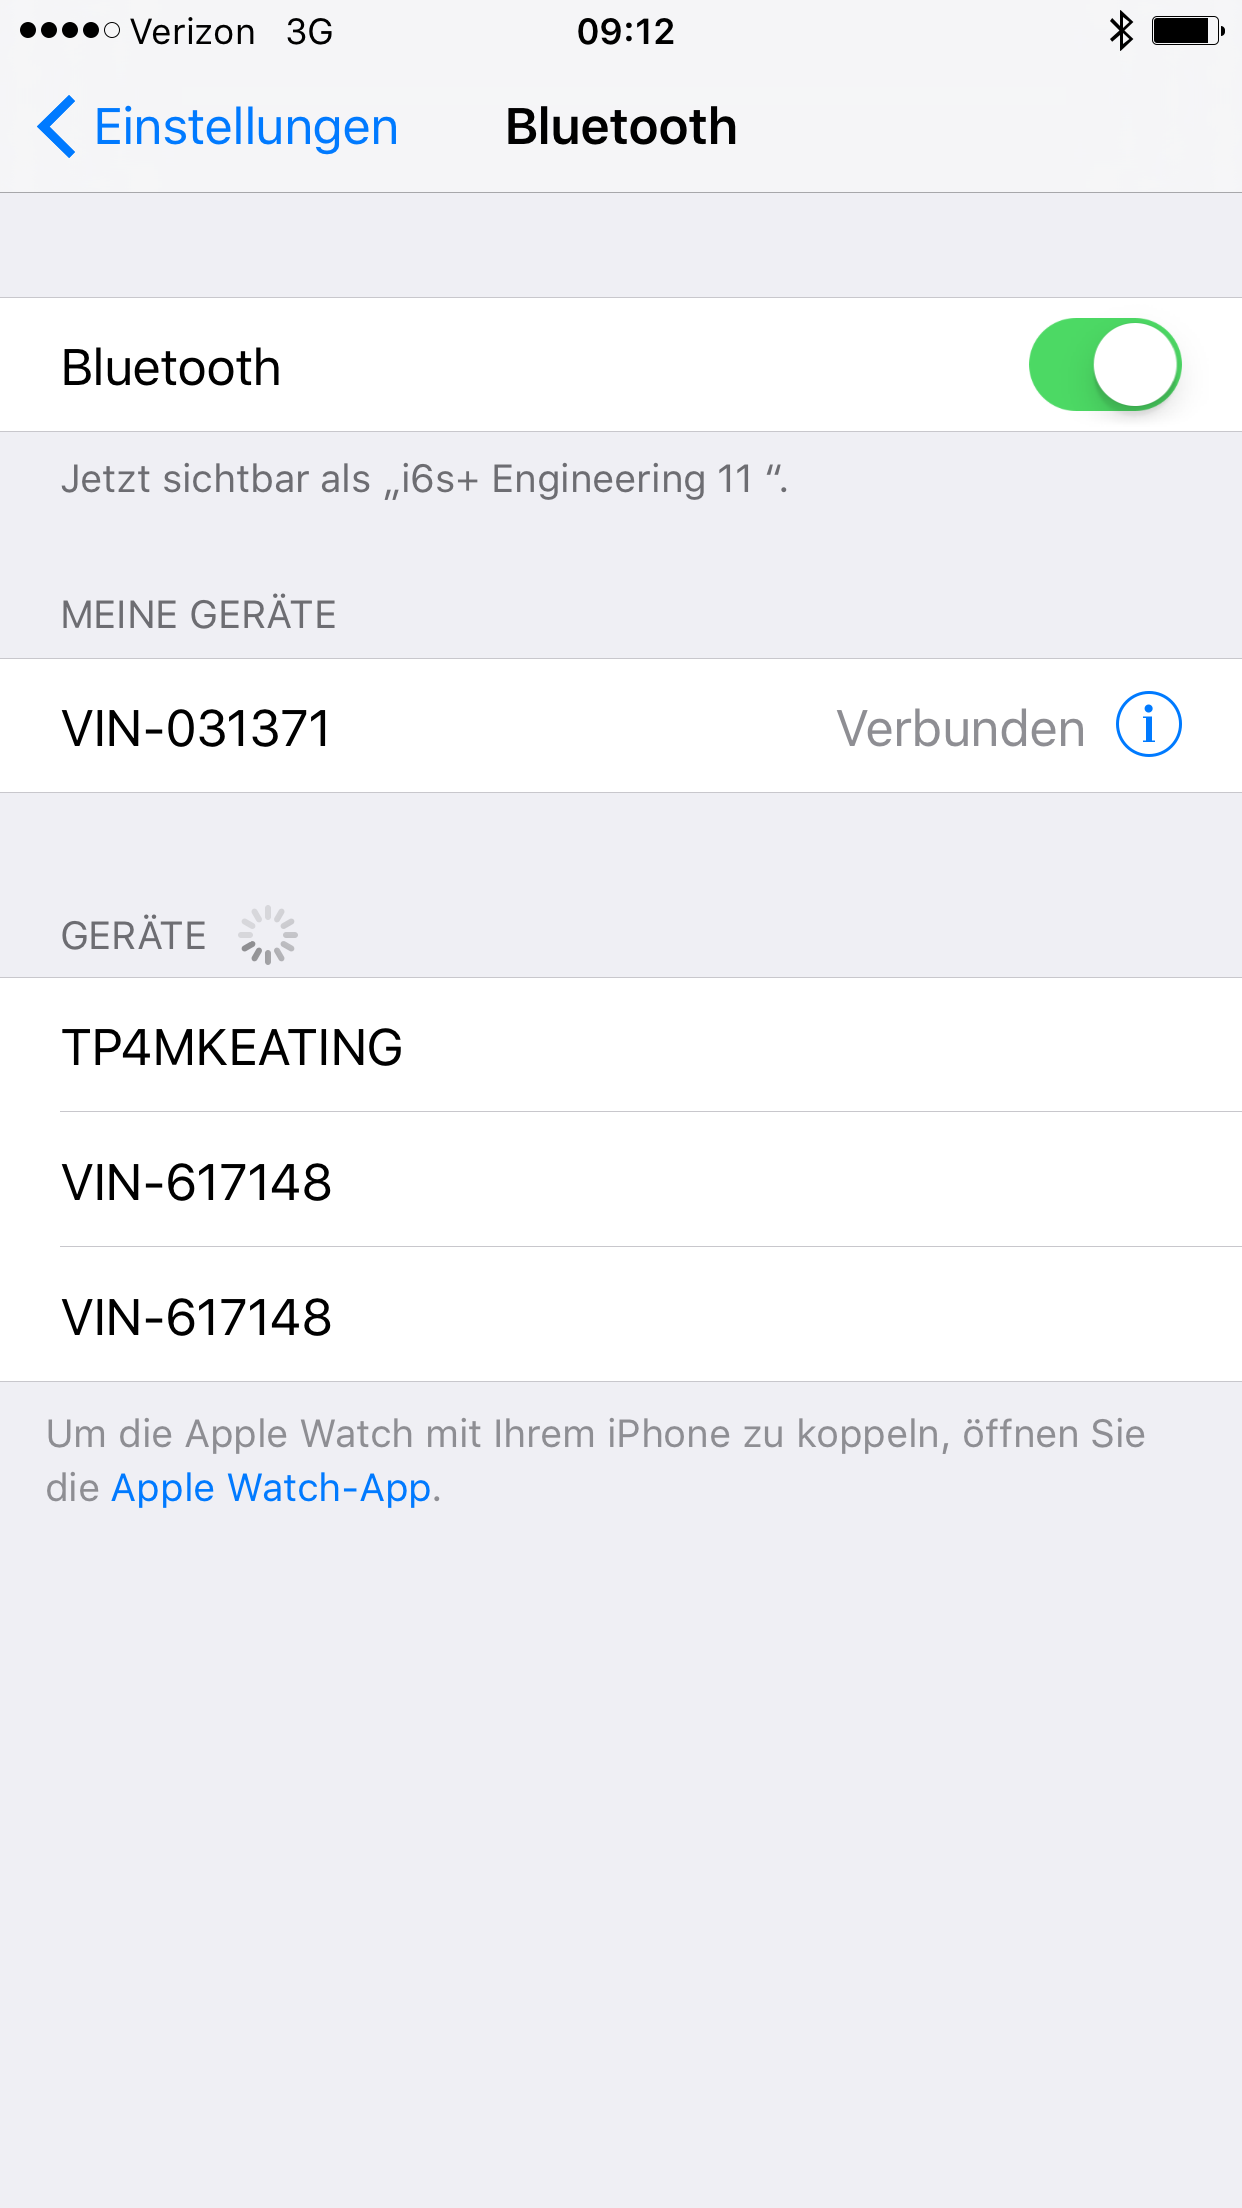 Verizon 3G 09:12
Einstellungen Bluetooth
Bluetooth
Jetzt sichtbar als „i6s+ Engineering 11 “.
MEINE GERÄTE
VIN-031371 Verbunden i
GERÄTE
TP4MKEATING
VIN-617148
VIN-617148
Um die Apple Watch mit Ihrem iPhone zu koppeln, öffnen Sie
die Apple Watch-App.